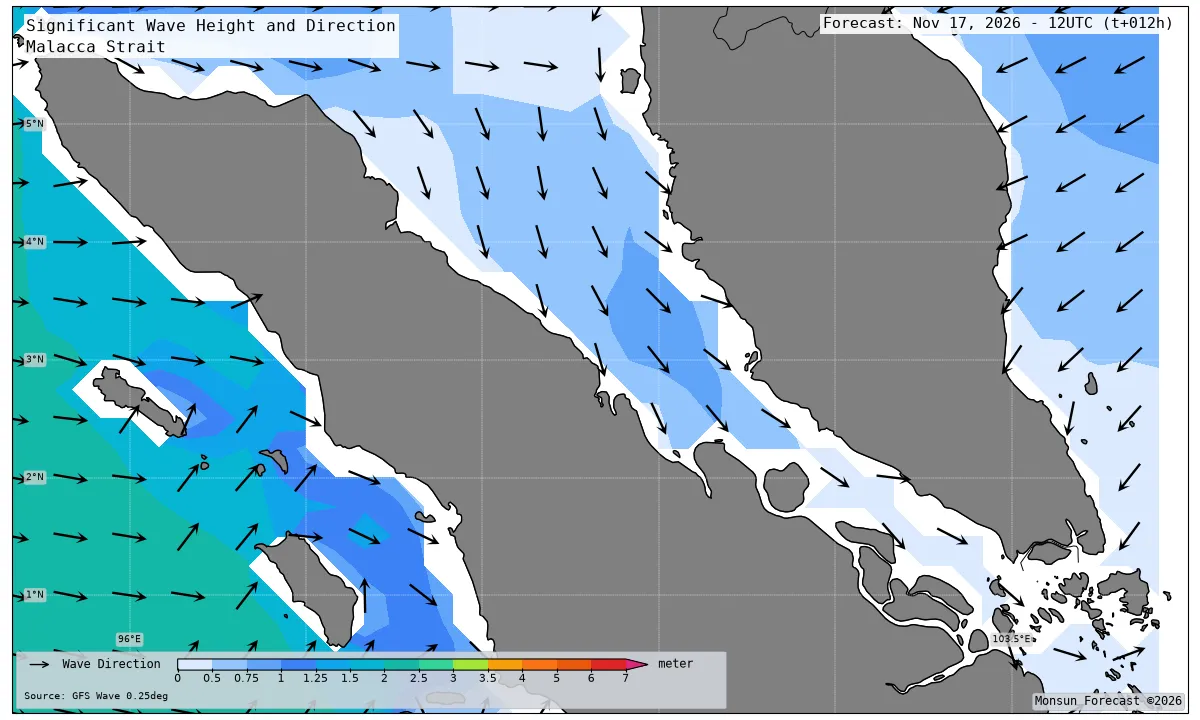 Significant Wave Height and Direction
Malacca Strait
Forecast: Nov 17, 2026 - 12UTC (t+012h)
5°N
4°N
3°N
2°N
1°N
96°E
103.5°E
Wave Direction
meter
0 0.5 0.75 1 1.25 1.5 2 2.5 3 3.5 4 5 6 7
Source: GFS Wave 0.25deg
Monsun Forecast ©2026